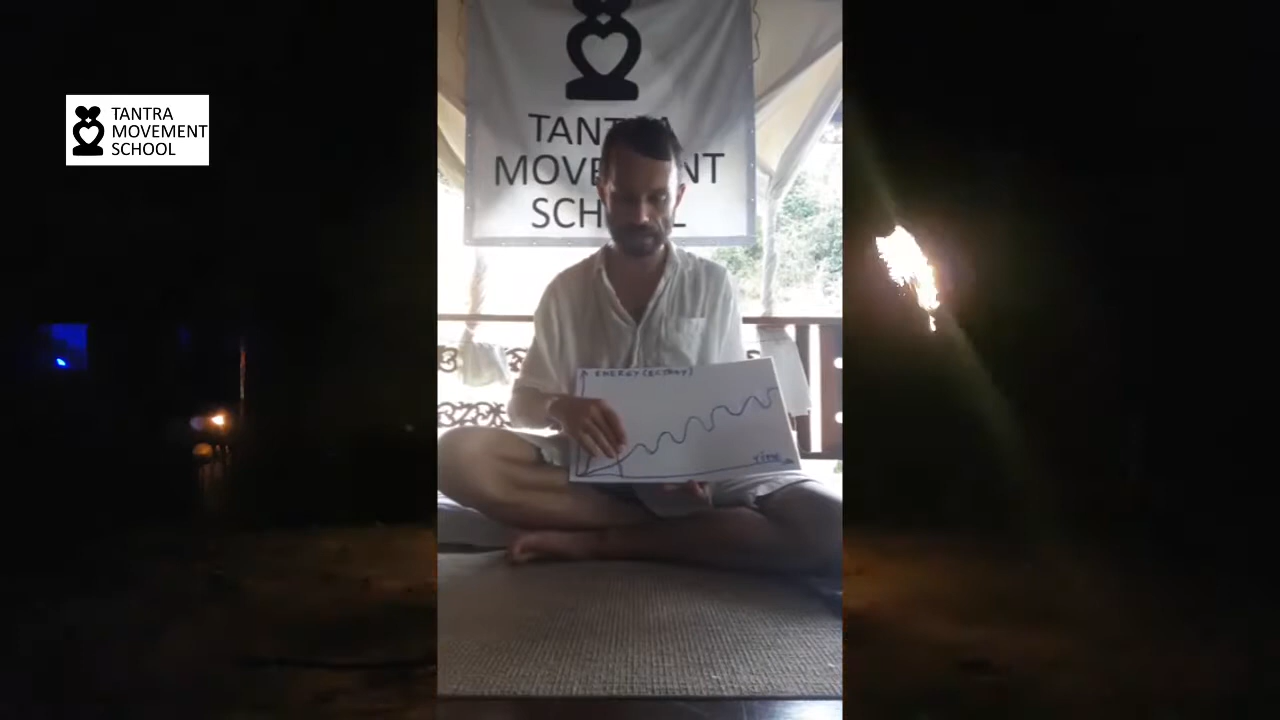 TANTRA
MOVEMENT
SCHOOL
TANTRA
MOVEMENT
SCHOOL
ENERGY (ECSTASY)
TIME